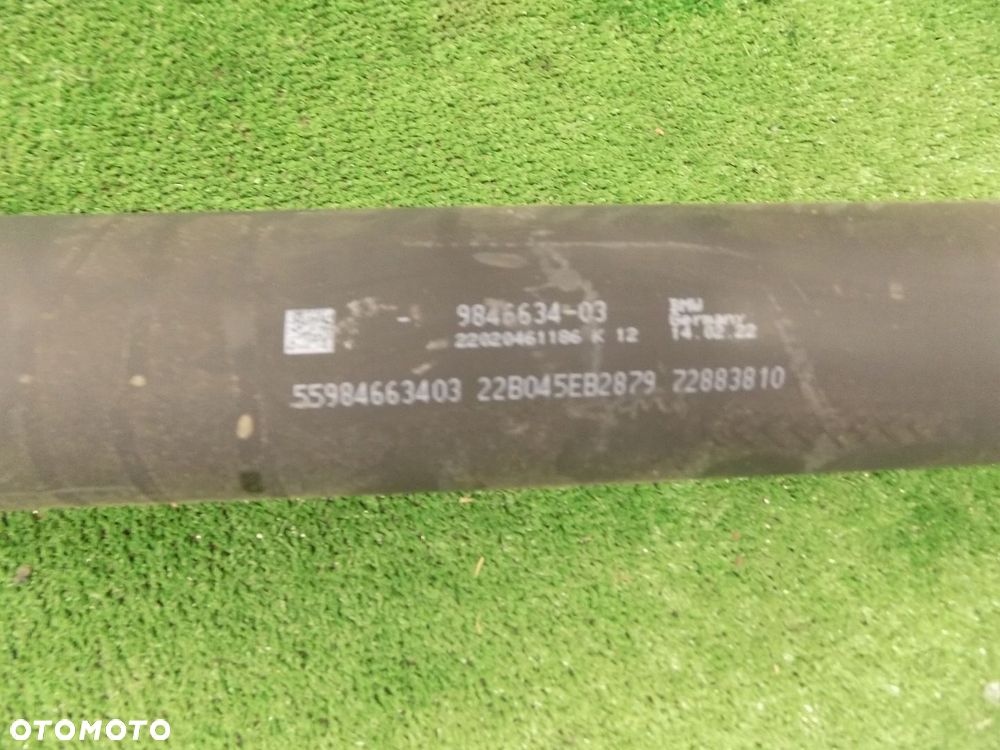 9846634-03
22020461186 K 12
BMW
Germany
14.02.22
55984663403 22B045EB2879 72883810
OTOMOTO